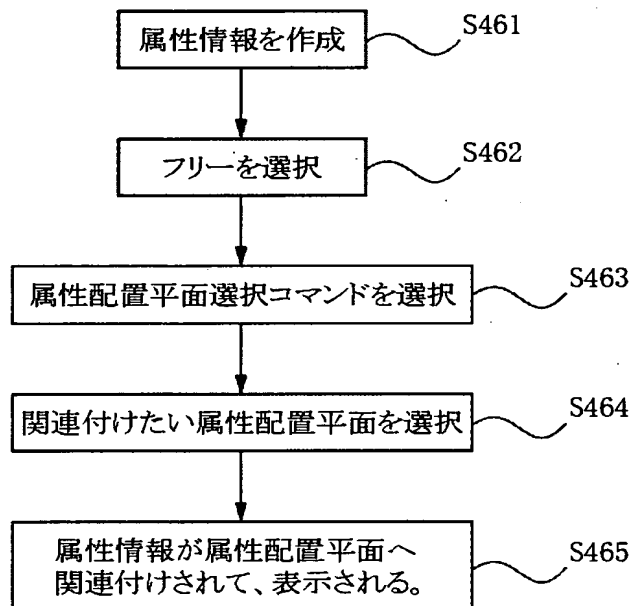 属性情報を作成
S461
フリーを選択
S462
属性配置平面選択コマンドを選択
S463
関連付けたい属性配置平面を選択
S464
属性情報が属性配置平面へ
関連付けされて、表示される。
S465